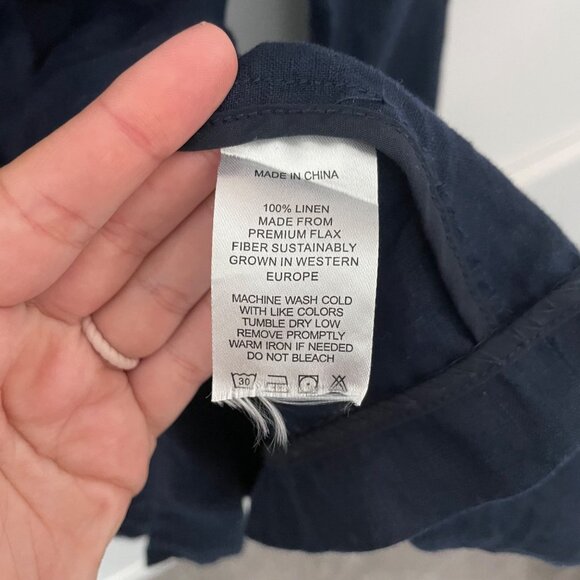 MADE IN CHINA
100% LINEN
MADE FROM
PREMIUM FLAX
FIBER SUSTAINABLY
GROWN IN WESTERN
EUROPE
MACHINE WASH COLD
WITH LIKE COLORS
TUMBLE DRY LOW
REMOVE PROMPTLY
WARM IRON IF NEEDED
DO NOT BLEACH
30